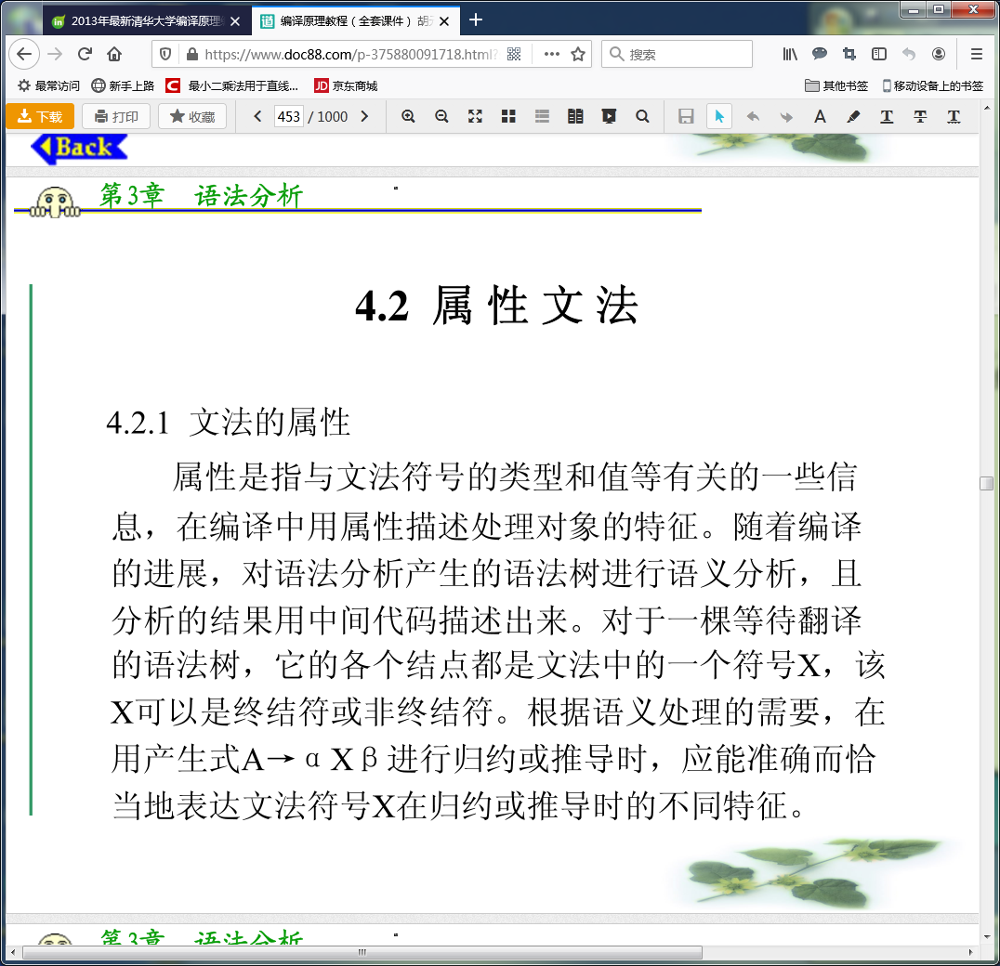 2013年最新清华大学编译原理
编译原理教程（全套课件）胡
https://www.doc88.com/p-375880091718.html?
搜索
最常访问
新手上路
最小二乘法用于直线...
JD 京东商城
其他书签
移动设备上的书签
下载
打印
收藏
453 / 1000
Back
第3章 语法分析
4.2 属性文法
4.2.1 文法的属性
属性是指与文法符号的类型和值等有关的一些信
息，在编译中用属性描述处理对象的特征。随着编译
的进展，对语法分析产生的语法树进行语义分析，且
分析的结果用中间代码描述出来。对于一棵等待翻译
的语法树，它的各个结点都是文法中的一个符号X，该
X可以是终结符或非终结符。根据语义处理的需要，在
用产生式A→αXβ进行归约或推导时，应能准确而恰
当地表达文法符号X在归约或推导时的不同特征。
第3章 语法分析